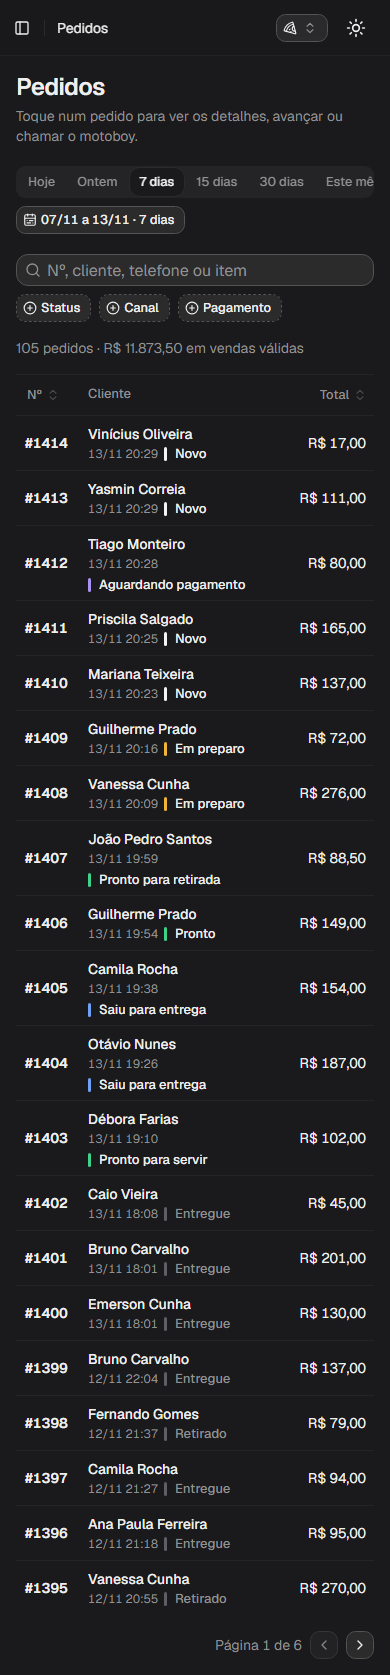 Pedidos
Pedidos
Toque num pedido para ver os detalhes, avançar ou
chamar o motoboy.
Hoje Ontem 7 dias 15 dias 30 dias Este mê
07/11 a 13/11 · 7 dias
Nº, cliente, telefone ou item
Status Canal Pagamento
105 pedidos · R$ 11.873,50 em vendas válidas
Nº Cliente Total
#1414 Vinícius Oliveira R$ 17,00
13/11 20:29 Novo
#1413 Yasmin Correia R$ 111,00
13/11 20:29 Novo
#1412 Tiago Monteiro R$ 80,00
13/11 20:28
Aguardando pagamento
#1411 Priscila Salgado R$ 165,00
13/11 20:25 Novo
#1410 Mariana Teixeira R$ 137,00
13/11 20:23 Novo
#1409 Guilherme Prado R$ 72,00
13/11 20:16 Em preparo
#1408 Vanessa Cunha R$ 276,00
13/11 20:09 Em preparo
#1407 João Pedro Santos R$ 88,50
13/11 19:59
Pronto para retirada
#1406 Guilherme Prado R$ 149,00
13/11 19:54 Pronto
#1405 Camila Rocha R$ 154,00
13/11 19:38
Saiu para entrega
#1404 Otávio Nunes R$ 187,00
13/11 19:26
Saiu para entrega
#1403 Débora Farias R$ 102,00
13/11 19:10
Pronto para servir
#1402 Caio Vieira R$ 45,00
13/11 18:08 Entregue
#1401 Bruno Carvalho R$ 201,00
13/11 18:01 Entregue
#1400 Emerson Cunha R$ 130,00
13/11 18:01 Entregue
#1399 Bruno Carvalho R$ 137,00
12/11 22:04 Entregue
#1398 Fernando Gomes R$ 79,00
12/11 21:37 Retirado
#1397 Camila Rocha R$ 94,00
12/11 21:27 Entregue
#1396 Ana Paula Ferreira R$ 95,00
12/11 21:18 Entregue
#1395 Vanessa Cunha R$ 270,00
12/11 20:55 Retirado
Página 1 de 6